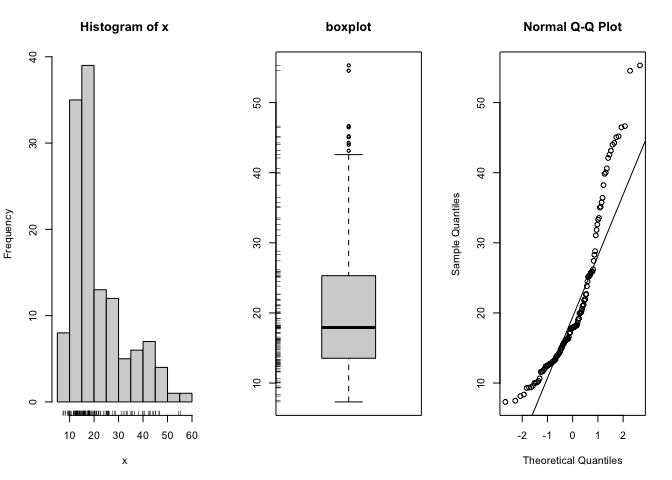 Histogram of x
Frequency
0 10 20 30 40
10 20 30 40 50 60
x
boxplot
10 20 30 40 50
Normal Q-Q Plot
Sample Quantiles
10 20 30 40 50
-2 -1 0 1 2
Theoretical Quantiles